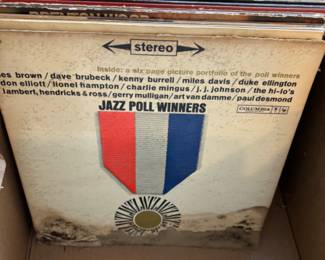 stereo
Inside: a six page picture portfolio of the poll winners
es brown / dave brubeck / kenny burrell / miles davis / duke ellington
don elliott / lionel hampton / charlie mingus / j. j. johnson / the hi-lo's
lambert, hendricks & ross / gerry mulligan / art van damme / paul desmond
JAZZ POLL WINNERS
COLUMBIA